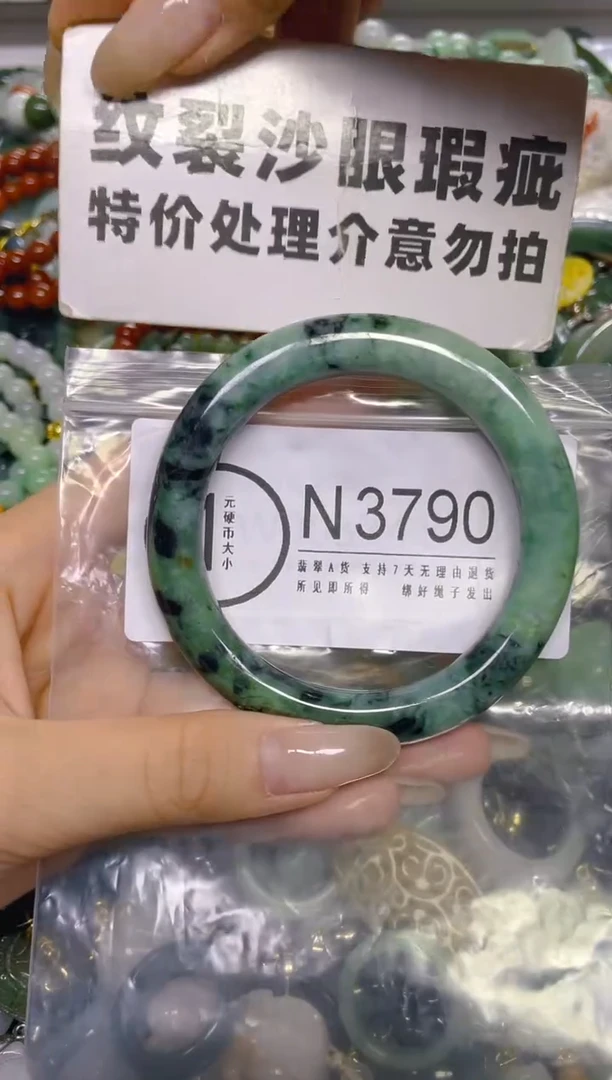 纹裂沙眼瑕疵
特价处理介意勿拍
1
元硬币大小
N3790
翡翠A货 支持7天无理由退货
所见即所得 绑好绳子发出